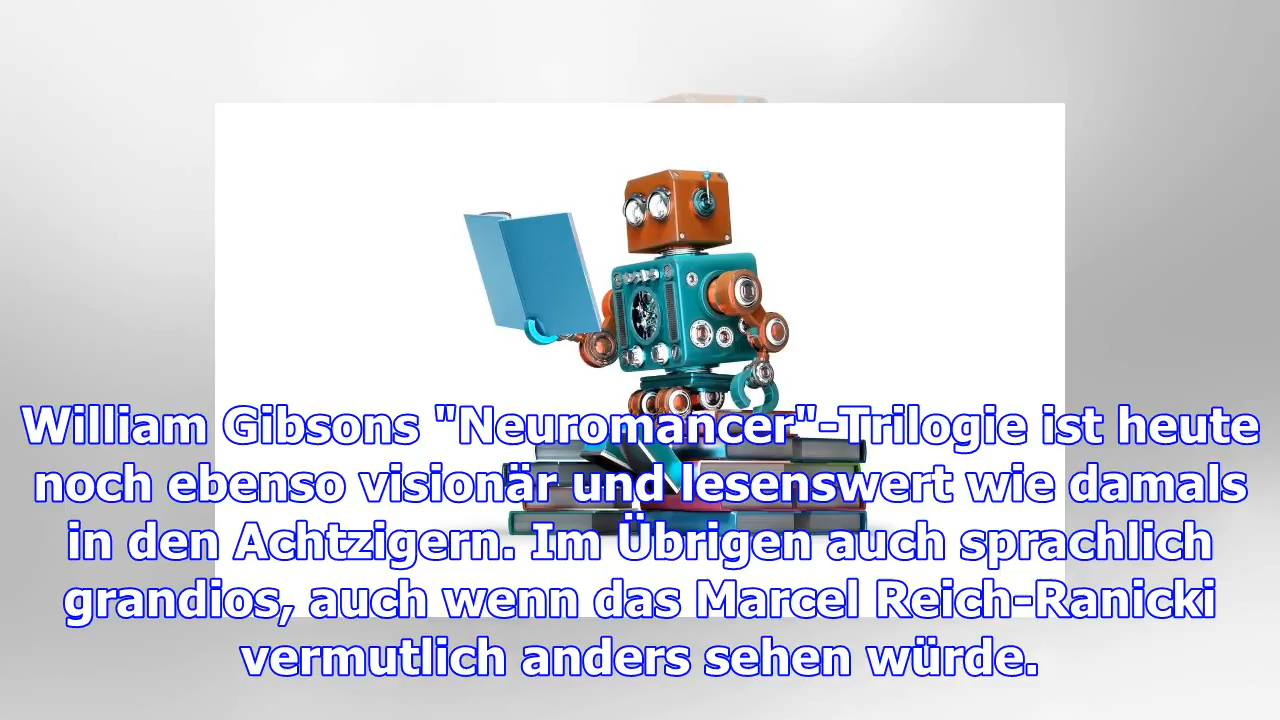 William Gibsons "Neuromancer"-Trilogie ist heute
noch ebenso visionär und lesenswert wie damals
in den Achtzigern. Im Übrigen auch sprachlich
grandios, auch wenn das Marcel Reich-Ranicki
vermutlich anders sehen würde.